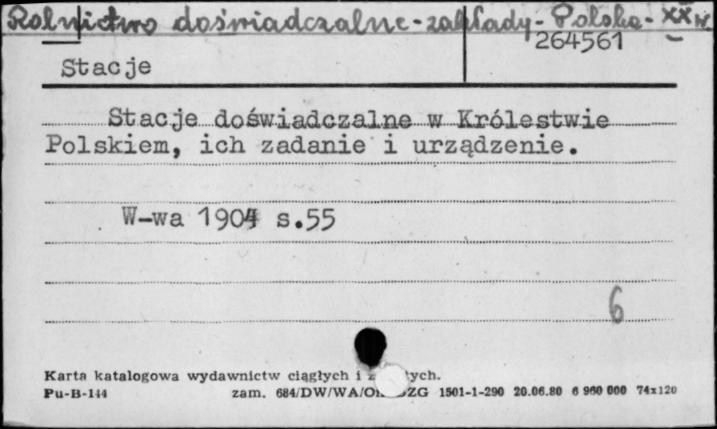 Rolnictwo doświadczalne - zakłady - Polska - XX w.
264561
Stacje
Stacje doświadczalne w Królestwie
Polskiem, ich zadanie i urządzenie.
W-wa 1904 s.55
6
Karta katalogowa wydawnictw ciągłych i
Pu-B-144 zam. 684/DW/WA/ 1501-1-290 20.06.80 6 960 000 74x120